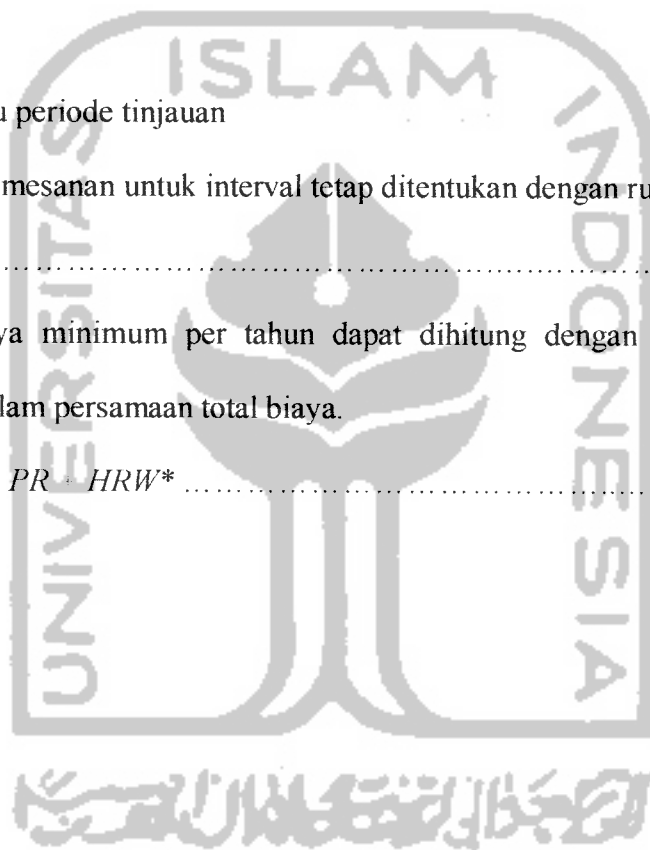 ISLAM
UNIVERSITAS
INDONESIA
u periode tinjauan
mesanan untuk interval tetap ditentukan dengan ru
................................................................
ya minimum per tahun dapat dihitung dengan
lam persamaan total biaya.
PR + HRW* ................................................